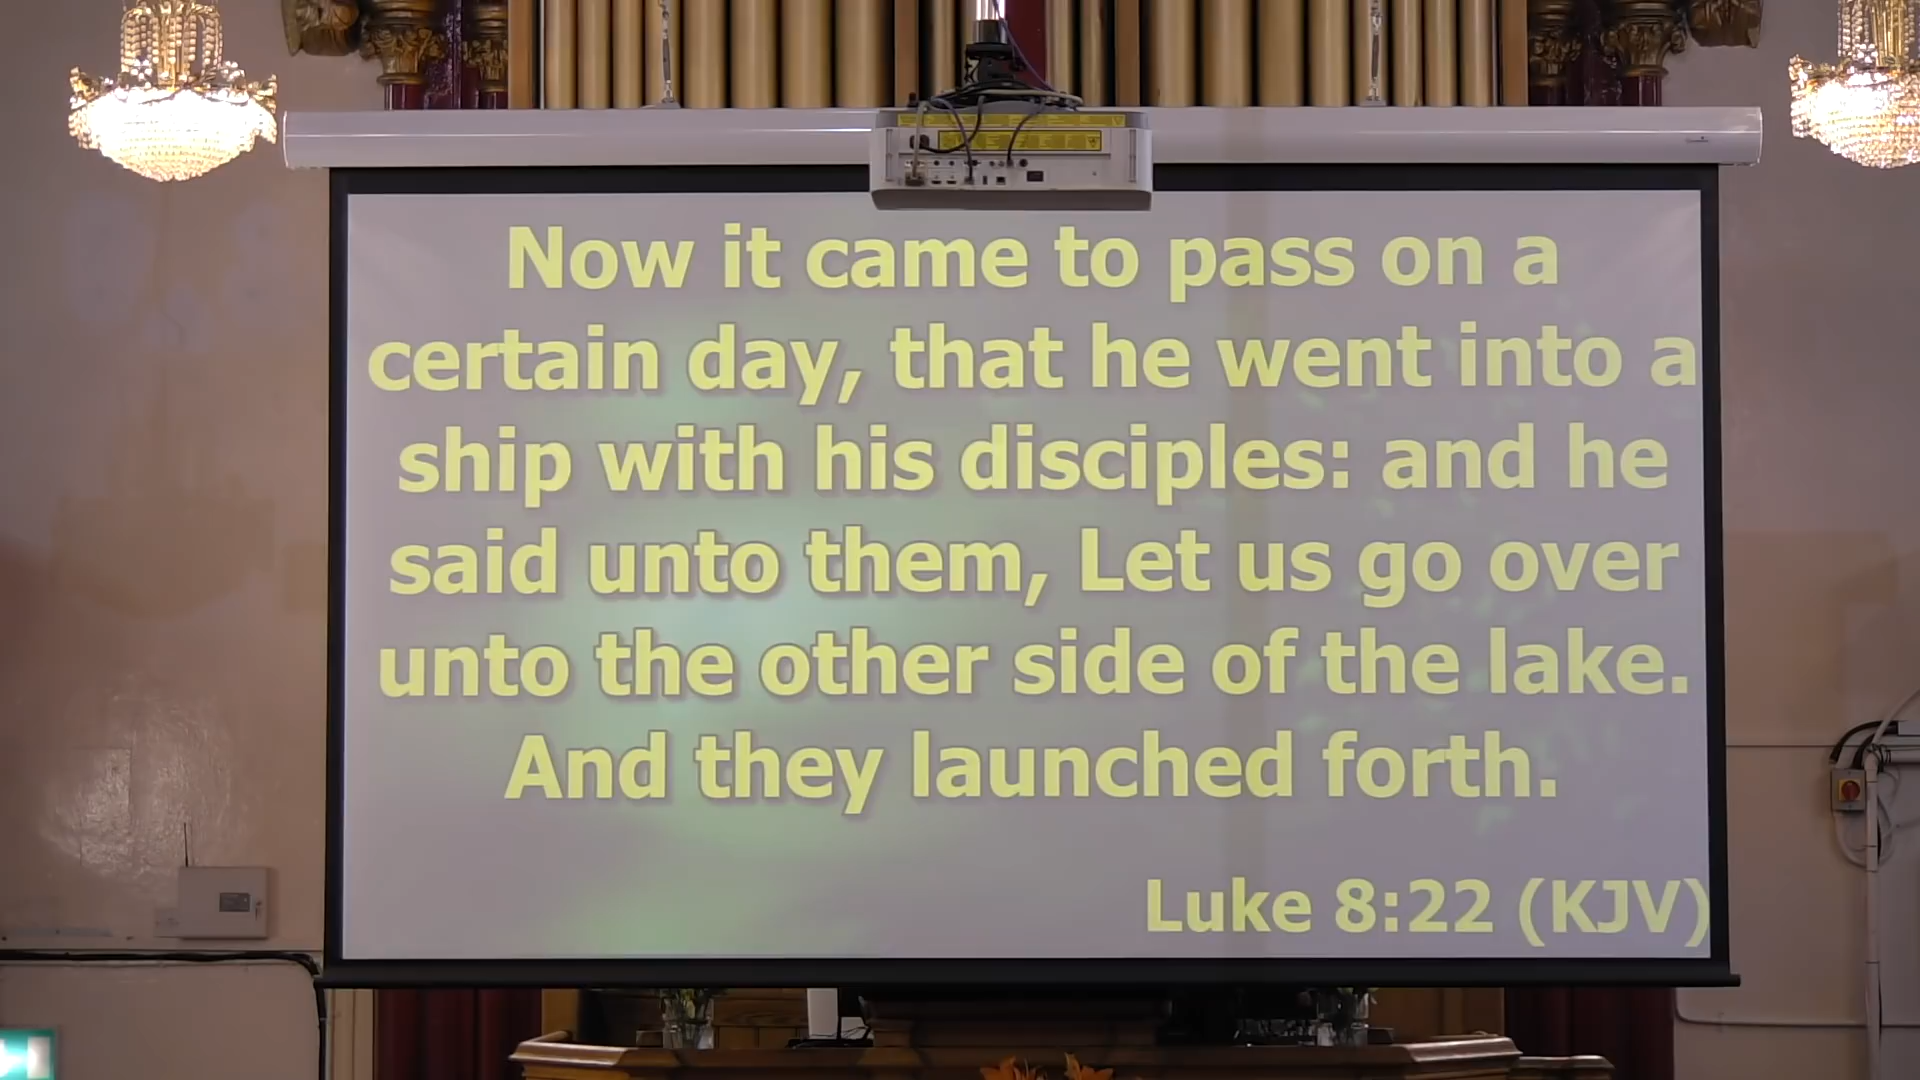 Now it came to pass on a
certain day, that he went into a
ship with his disciples: and he
said unto them, Let us go over
unto the other side of the lake.
And they launched forth.
Luke 8:22 (KJV)